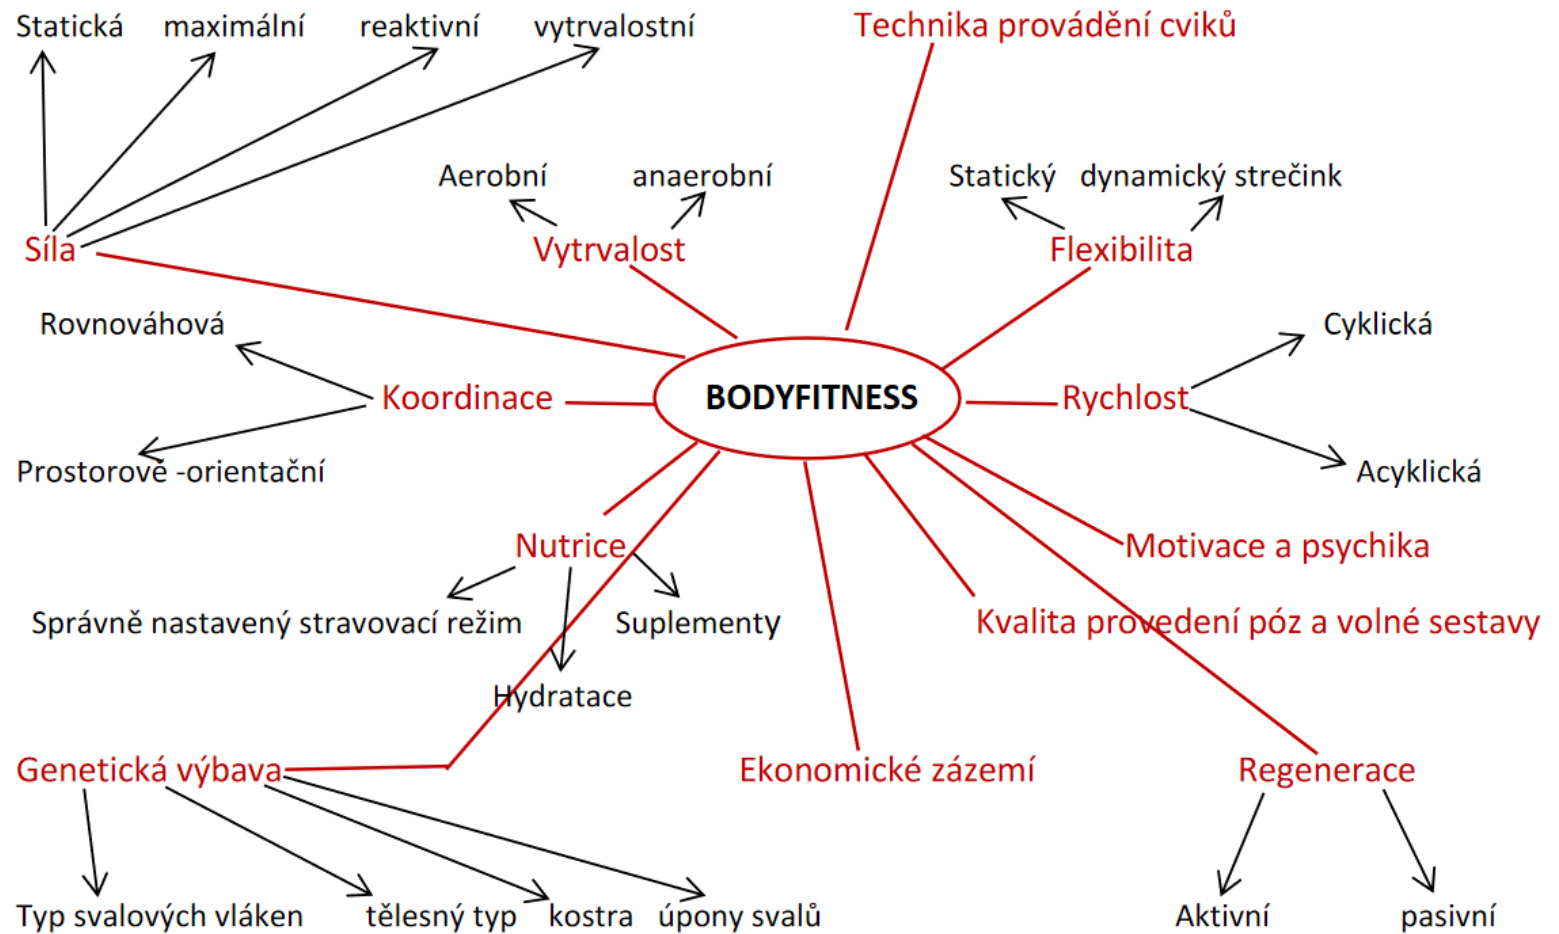 Statická maximální reaktivní vytrvalostní Technika provádění cviků
Aerobní anaerobní Statický dynamický strečink
Síla Vytrvalost Flexibilita
Rovnováhová Cyklická
Koordinace BODYFITNESS Rychlost
Prostorově -orientační Acyklická
Nutrice Motivace a psychika
Správně nastavený stravovací režim Suplementy Kvalita provedení póz a volné sestavy
Hydratace
Genetická výbava Ekonomické zázemí Regenerace
Typ svalových vláken tělesný typ kostra úpony svalů Aktivní pasivní